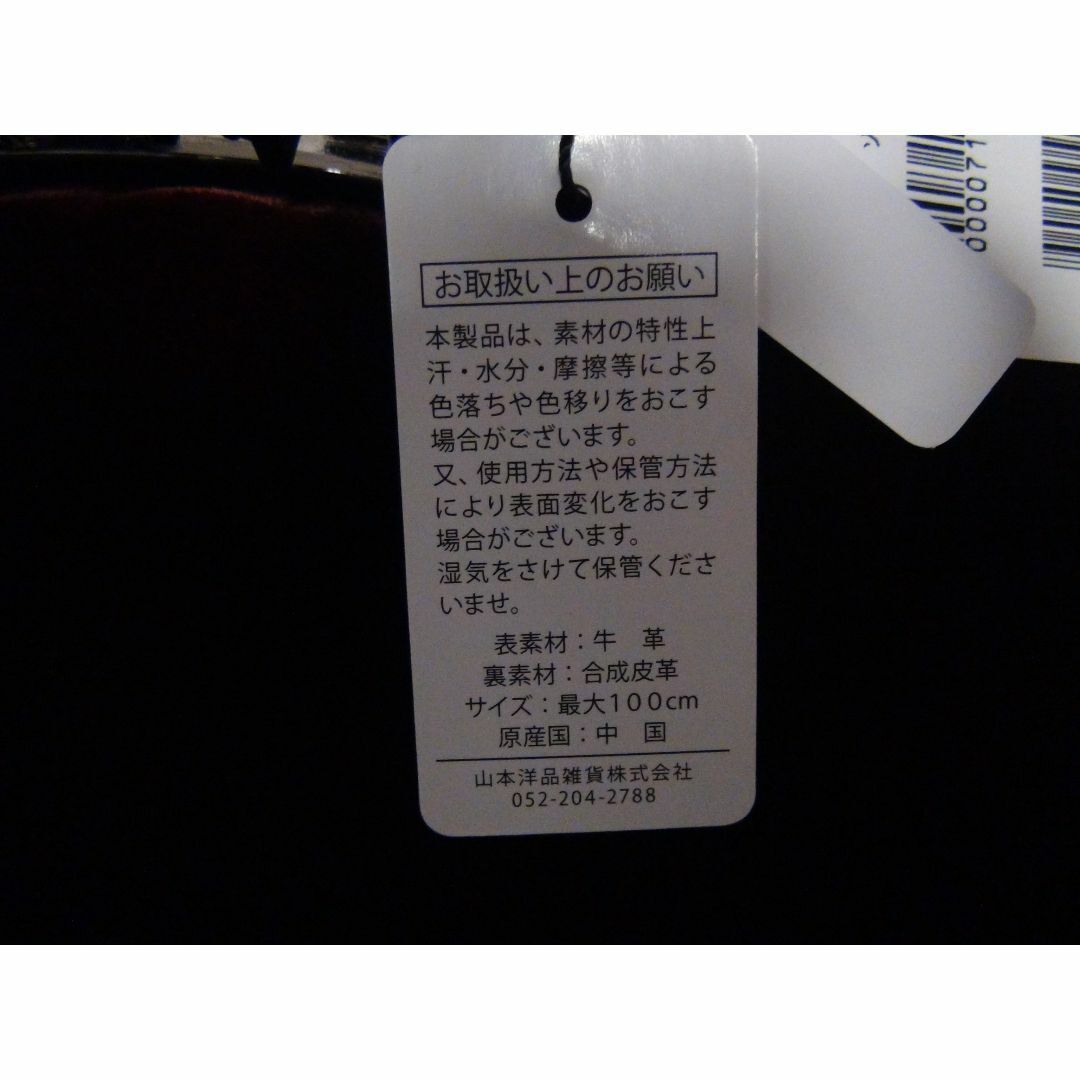 お取扱い上のお願い
本製品は、素材の特性上
汗・水分・摩擦等による
色落ちや色移りをおこす
場合がございます。
又、使用方法や保管方法
により表面変化をおこす
場合がございます。
湿気をさけて保管くださ
いませ。
表素材：牛　革
裏素材：合成皮革
サイズ：最大100cm
原産国：中　国
山本洋品雑貨株式会社
052-204-2788